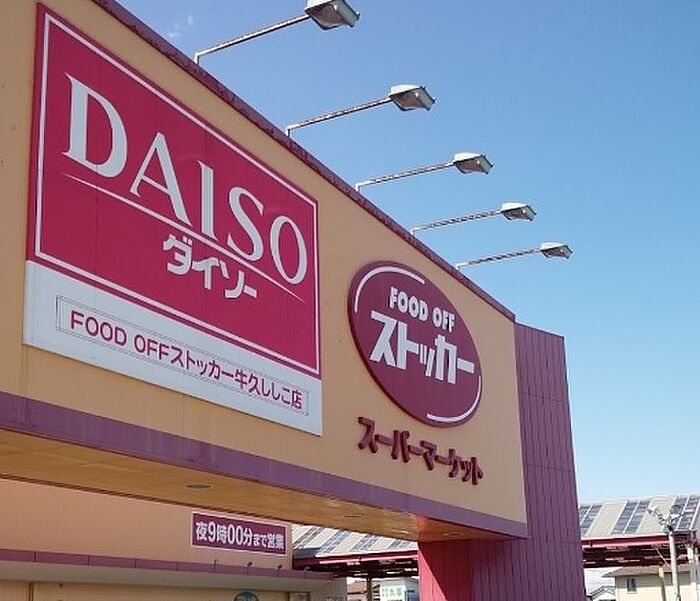 DAISO
ダイソー
FOOD OFFストッカー牛久ししこ店
FOOD OFF
ストッカー
スーパーマーケット
夜9時00分まで営業